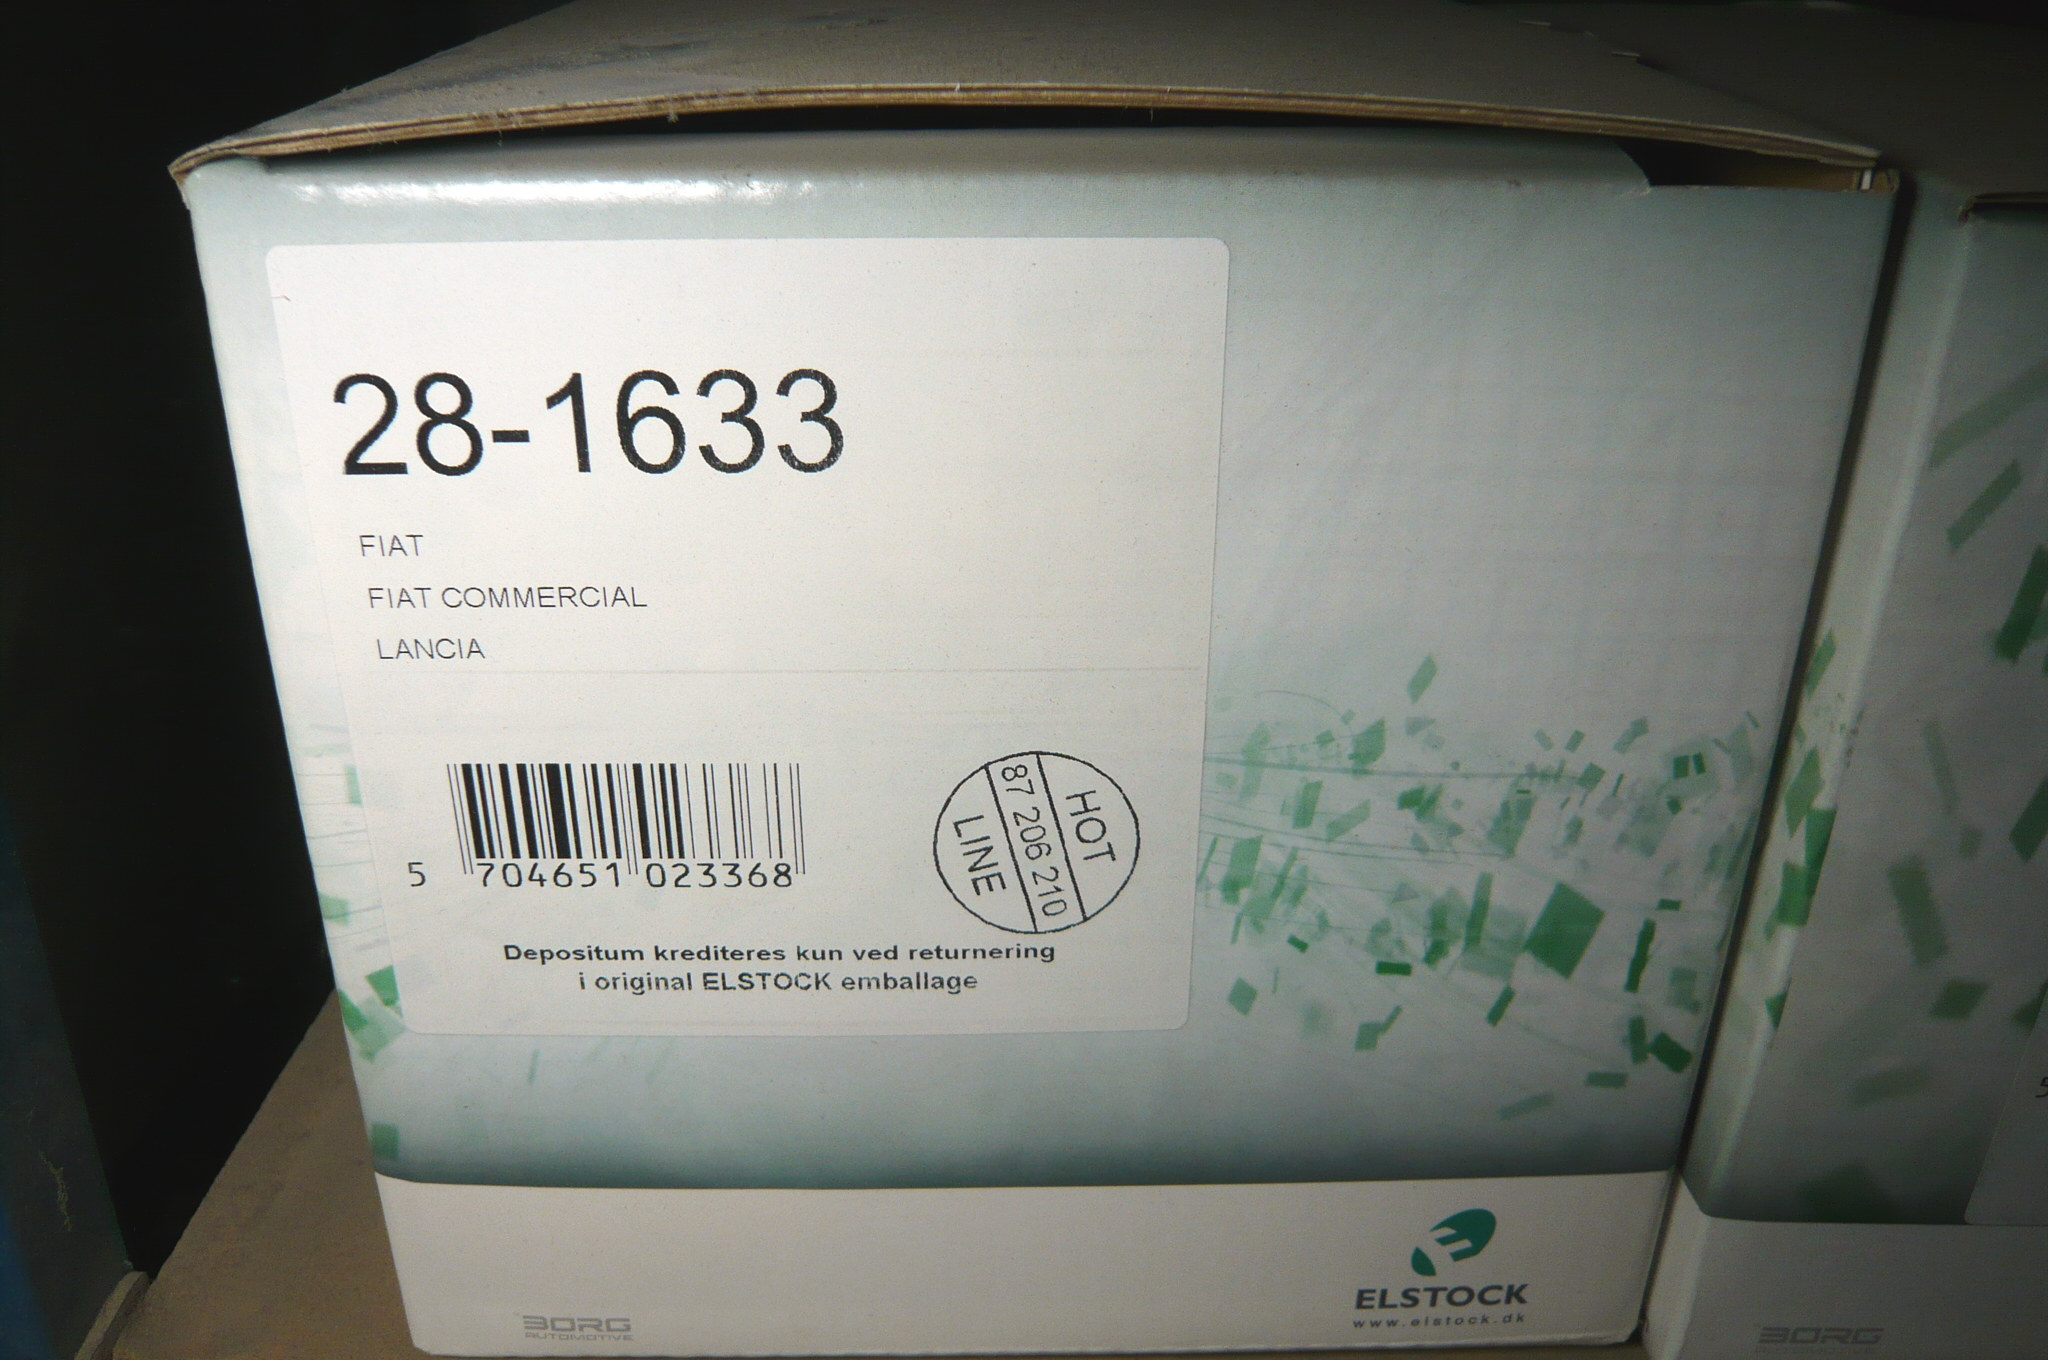 28-1633
FIAT
FIAT COMMERCIAL
LANCIA
5 704651 023368
HOT
87 206 210
LINE
Depositum krediteres kun ved returnering
i original ELSTOCK emballage
ELSTOCK
www.elstock.dk
BORG
AUTOMOTIVE
BORG